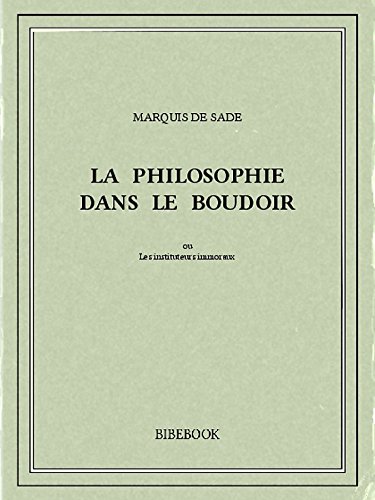 MARQUIS DE SADE
LA PHILOSOPHIE
DANS LE BOUDOIR
ou
Les instituteurs immoraux
BIBEBOOK